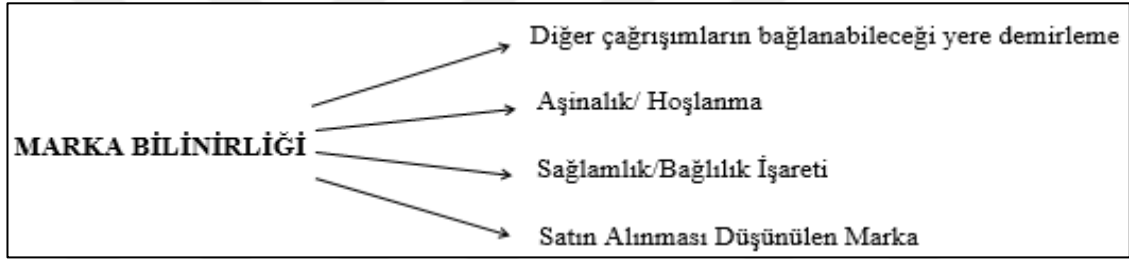 Diğer çağrışımların bağlanabileceği yere demirleme
Aşinalık/ Hoşlanma
MARKA BİLİNİRLİĞİ
Sağlamlık/Bağlılık İşareti
Satın Alınması Düşünülen Marka